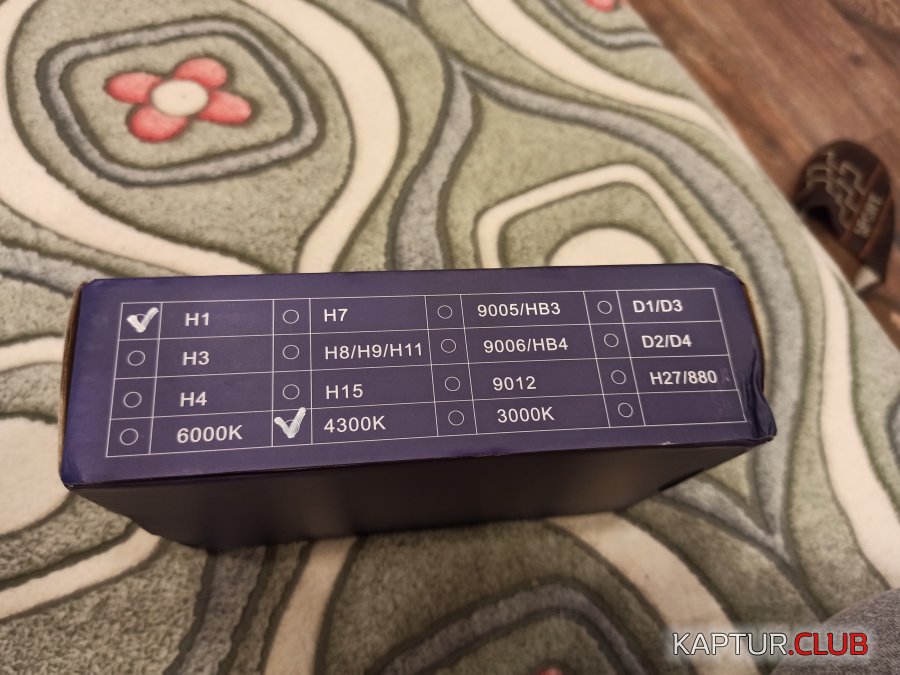 H1 H7 9005/HB3 D1/D3
H3 H8/H9/H11 9006/HB4 D2/D4
H4 H15 9012 H27/880
6000K 4300K 3000K
SPORT
KAPTUR.CLUB